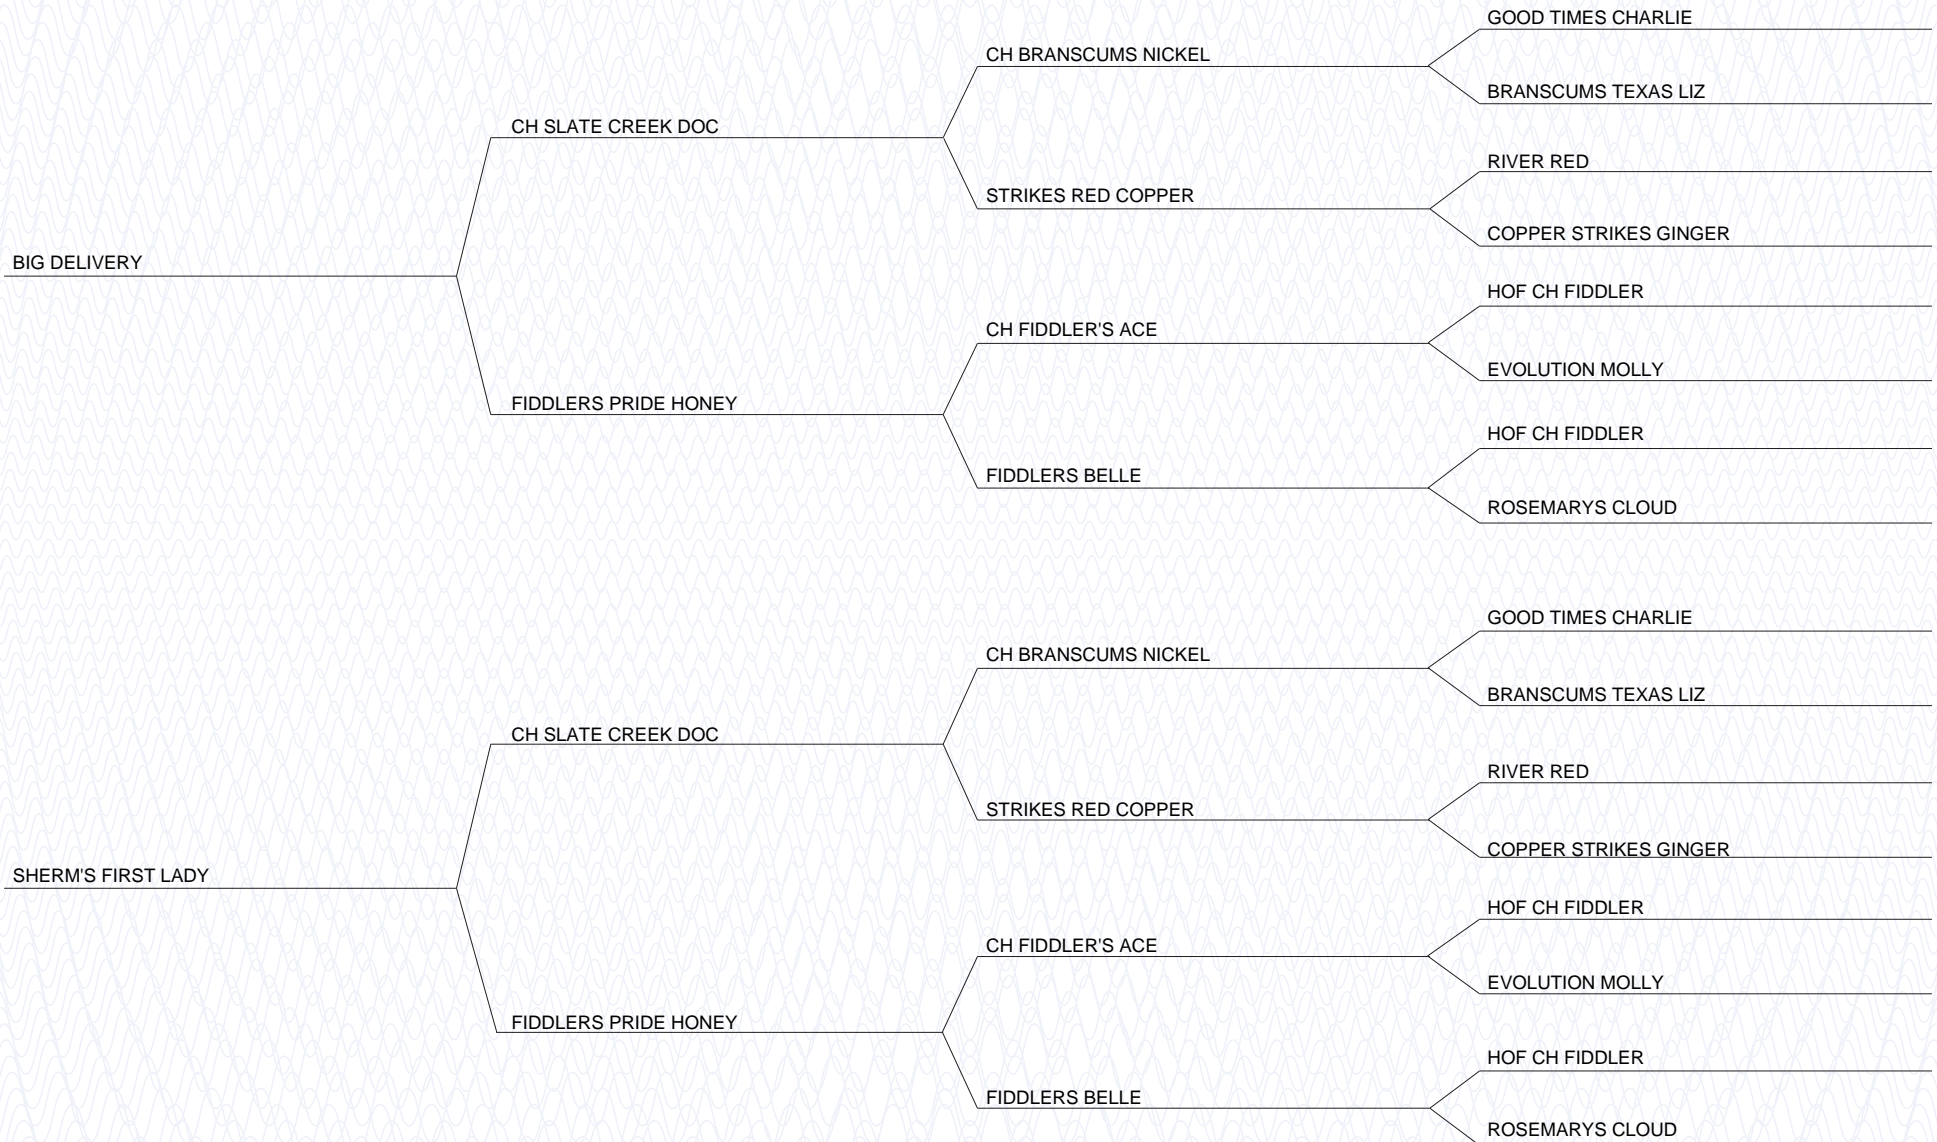 GOOD TIMES CHARLIE
CH BRANSCUMS NICKEL
BRANSCUMS TEXAS LIZ
CH SLATE CREEK DOC
RIVER RED
STRIKES RED COPPER
COPPER STRIKES GINGER
BIG DELIVERY
HOF CH FIDDLER
CH FIDDLER'S ACE
EVOLUTION MOLLY
FIDDLERS PRIDE HONEY
HOF CH FIDDLER
FIDDLERS BELLE
ROSEMARYS CLOUD
GOOD TIMES CHARLIE
CH BRANSCUMS NICKEL
BRANSCUMS TEXAS LIZ
CH SLATE CREEK DOC
RIVER RED
STRIKES RED COPPER
COPPER STRIKES GINGER
SHERM'S FIRST LADY
HOF CH FIDDLER
CH FIDDLER'S ACE
EVOLUTION MOLLY
FIDDLERS PRIDE HONEY
HOF CH FIDDLER
FIDDLERS BELLE
ROSEMARYS CLOUD